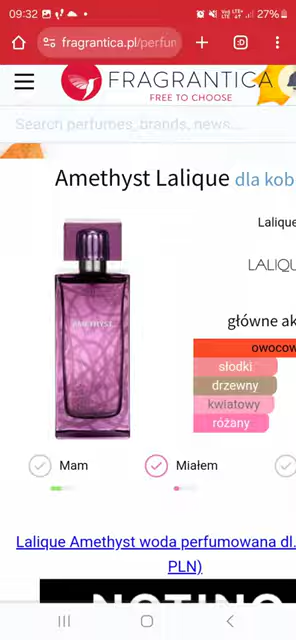 09:32
27%
fragrantica.pl/perfun
:D
FRAGRANTICA
FREE TO CHOOSE
Search perfumes, brands, news...
Amethyst Lalique dla kob
Lalique
LALIQU
AMETHYST
główne ak
owocow
słodki
drzewny
kwiatowy
różany
Mam
Miałem
Lalique Amethyst woda perfumowana dl.
PLN)
NOTINO